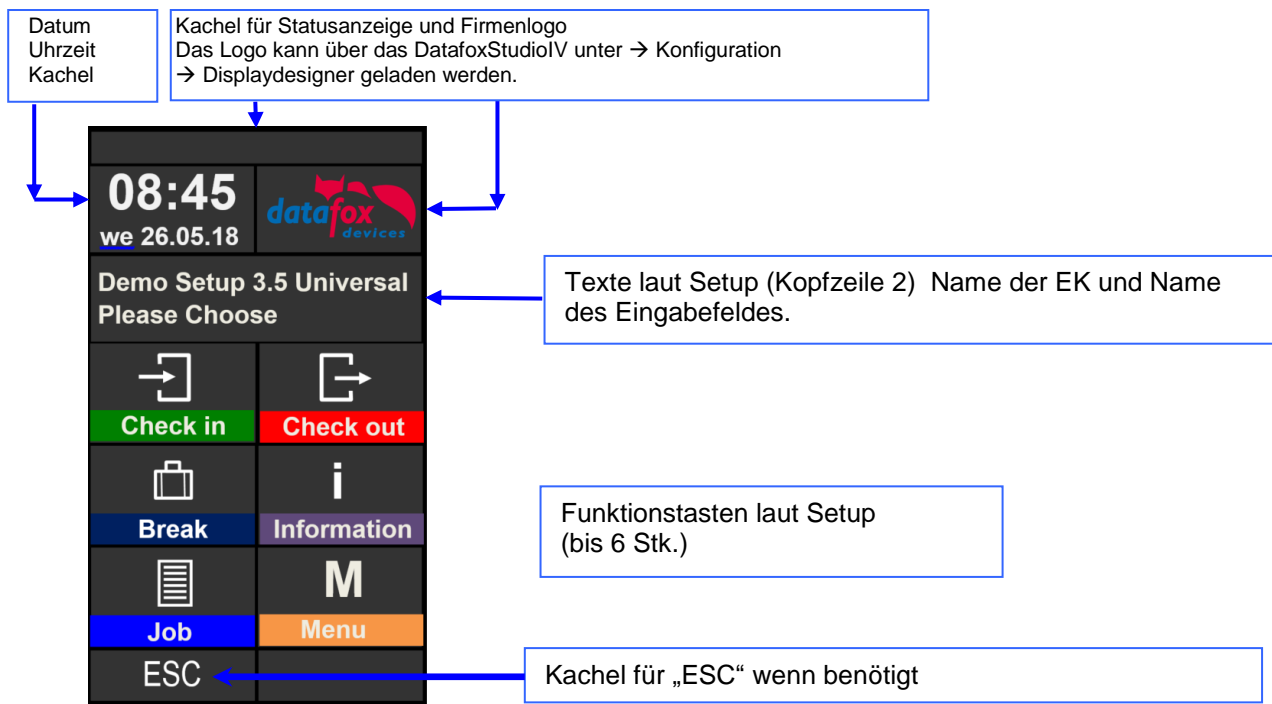 Datum
Uhrzeit
Kachel
Kachel für Statusanzeige und Firmenlogo
Das Logo kann über das DatafoxStudioIV unter → Konfiguration
→ Displaydesigner geladen werden.
08:45
we 26.05.18
datafox
devices
Demo Setup 3.5 Universal
Please Choose
Texte laut Setup (Kopfzeile 2) Name der EK und Name
des Eingabefeldes.
Check in
Check out
i
Break
Information
Funktionstasten laut Setup
(bis 6 Stk.)
M
Job
Menu
ESC
Kachel für „ESC“ wenn benötigt